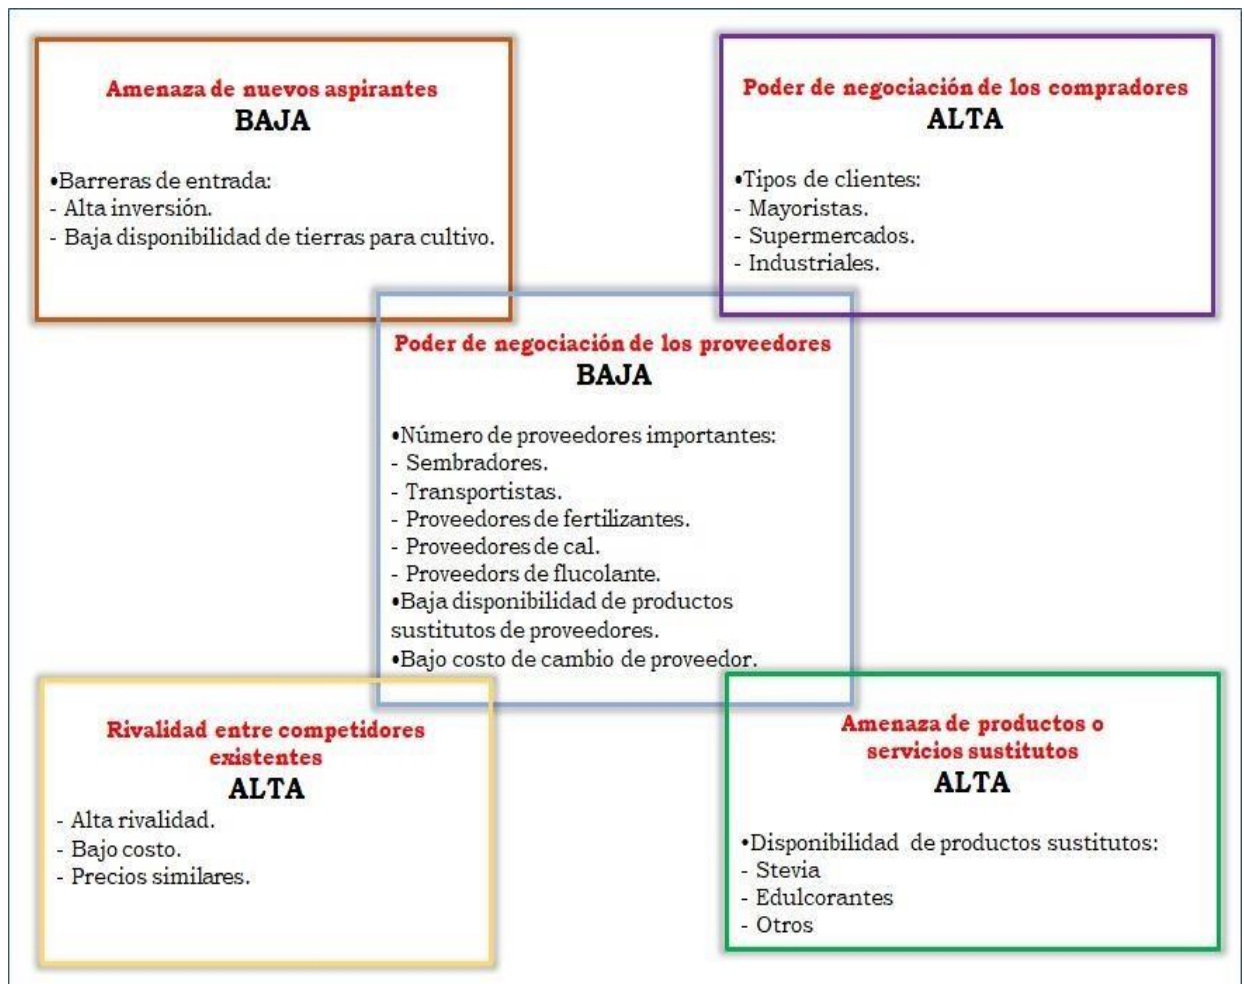 Amenaza de nuevos aspirantes
BAJA
•Barreras de entrada:
- Alta inversión.
- Baja disponibilidad de tierras para cultivo.
Poder de negociación de los compradores
ALTA
•Tipos de clientes:
- Mayoristas.
- Supermercados.
- Industriales.
Poder de negociación de los proveedores
BAJA
•Número de proveedores importantes:
- Sembradores.
- Transportistas.
- Proveedores de fertilizantes.
- Proveedores de cal.
- Proveedors de flucolante.
•Baja disponibilidad de productos
sustitutos de proveedores.
•Bajo costo de cambio de proveedor.
Rivalidad entre competidores
existentes
ALTA
- Alta rivalidad.
- Bajo costo.
- Precios similares.
Amenaza de productos o
servicios sustitutos
ALTA
•Disponibilidad de productos sustitutos:
- Stevia
- Edulcorantes
- Otros